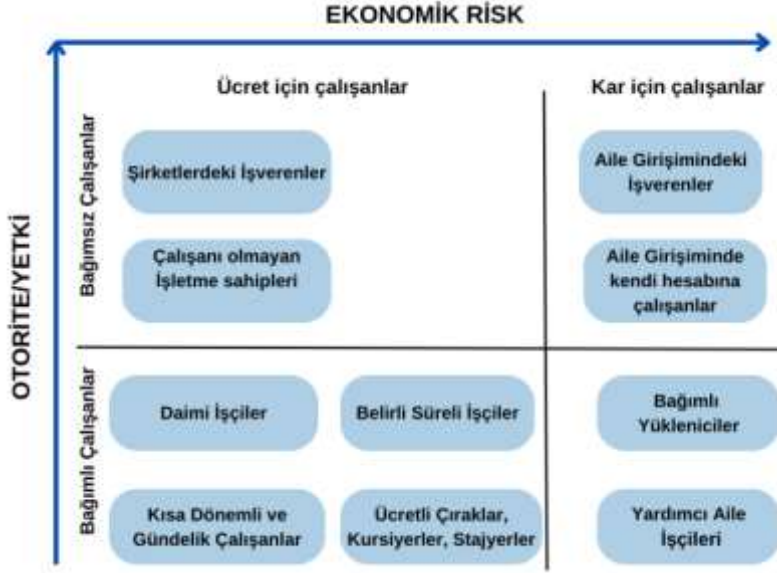 EKONOMİK RİSK
Ücret için çalışanlar
Kar için çalışanlar
OTORİTE/YETKİ
Bağımsız Çalışanlar
Şirketlerdeki İşverenler
Aile Girişimindeki
İşverenler
Çalışanı olmayan
İşletme sahipleri
Aile Girişiminde
kendi hesabına
çalışanlar
Bağımlı Çalışanlar
Daimi İşçiler
Belirli Süreli İşçiler
Bağımlı
Yükleniciler
Kısa Dönemli ve
Gündelik Çalışanlar
Ücretli Çıraklar,
Kursiyerler, Stajyerler
Yardımcı Aile
İşçileri